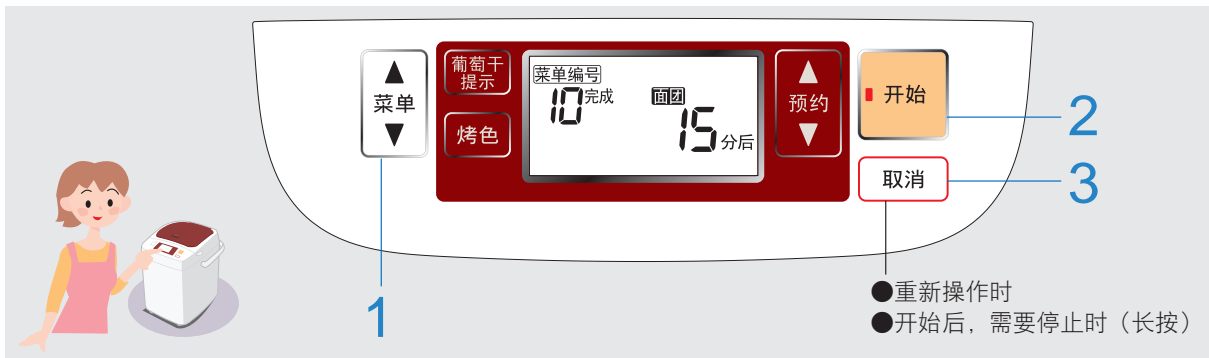 ▲
菜单
▼
葡萄干
提示
烤色
菜单编号
10完成 面团
15分后
▲
预约
▼
开始
取消
1
2
3
●重新操作时
●开始后，需要停止时（长按）